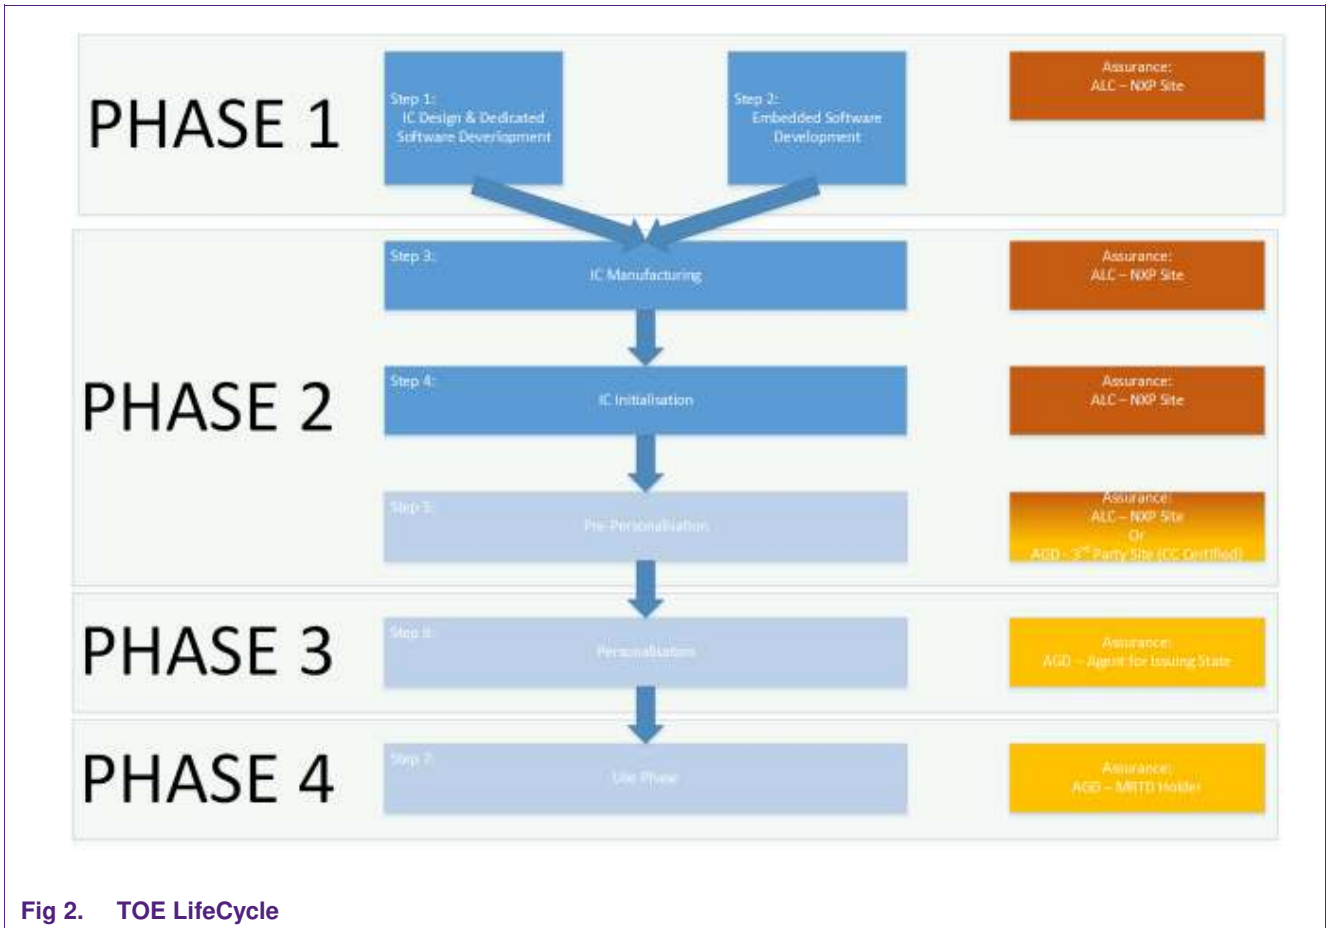 PHASE 1
Step 1:
IC Design & Dedicated
Software Deverlopment
Step 2:
Embedded Software
Development
Assurance:
ALC – NXP Site
PHASE 2
Step 3:
IC Manufacturing
Assurance:
ALC – NXP Site
Step 4:
IC Initialisation
Assurance:
ALC – NXP Site
Step 5:
Pre-Personalisation
Assurance:
ALC – NXP Site
Or
AGD - 3rd Party Site (CC Certified)
PHASE 3
Step 6:
Personalisation
Assurance:
AGD – Agent for Issuing State
PHASE 4
Step 7:
Use Phase
Assurance:
AGD – MRTD Holder
Fig 2. TOE LifeCycle